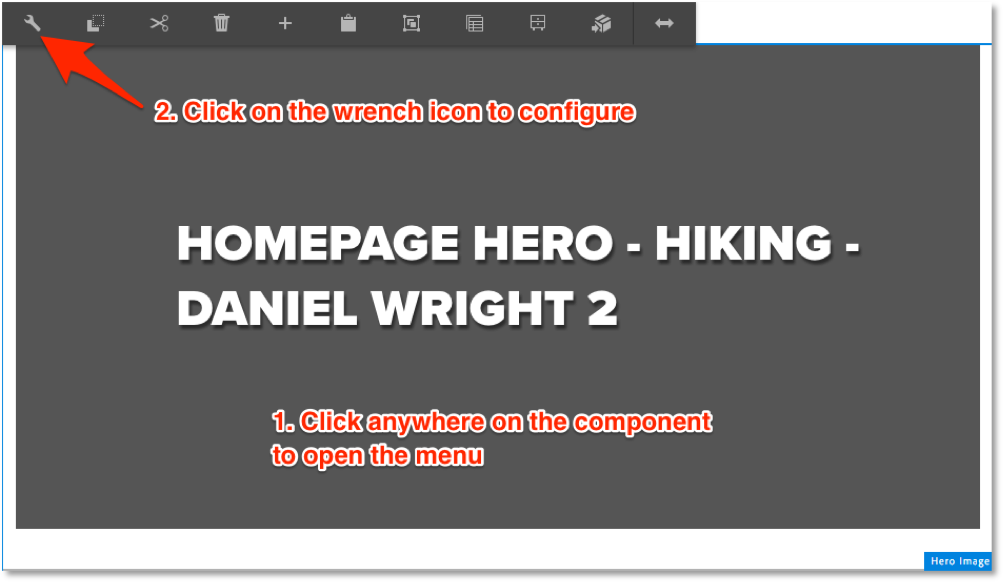 2. Click on the wrench icon to configure
HOMEPAGE HERO - HIKING -
DANIEL WRIGHT 2
1. Click anywhere on the component
to open the menu
Hero Image